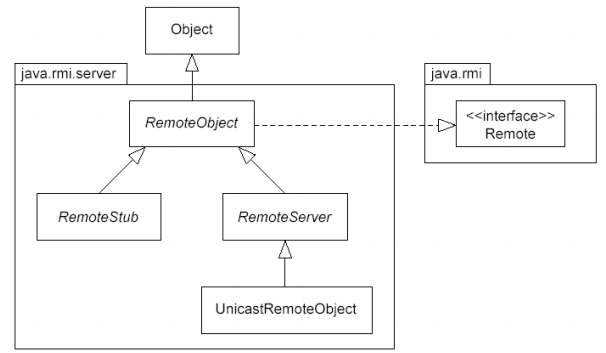 Object
java.rmi.server
java.rmi
RemoteObject
<<interface>>
Remote
RemoteStub
RemoteServer
UnicastRemoteObject